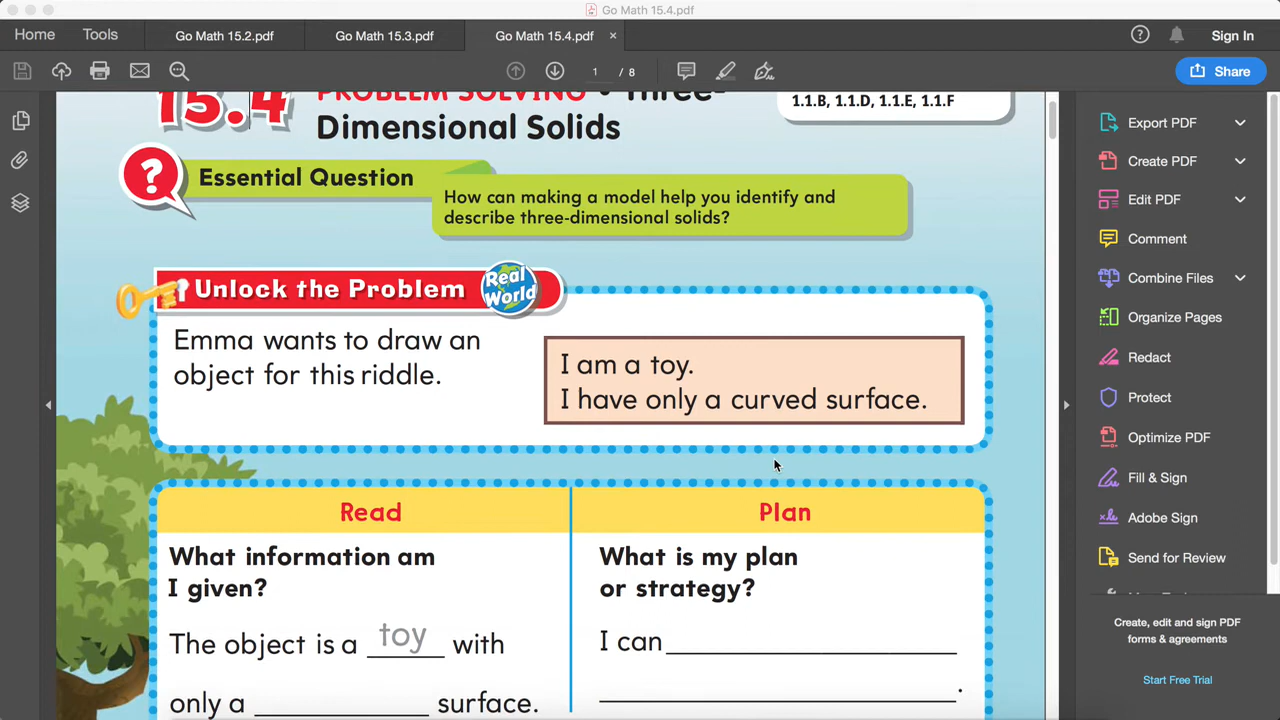 Go Math 15.4.pdf
Home Tools Go Math 15.2.pdf Go Math 15.3.pdf Go Math 15.4.pdf × Sign In
1 / 8 Share
15.4 PROBLEM SOLVING • Three-
Dimensional Solids
1.1.B, 1.1.D, 1.1.E, 1.1.F
? Essential Question
How can making a model help you identify and
describe three-dimensional solids?
Unlock the Problem Real
World
Emma wants to draw an
object for this riddle.
I am a toy.
I have only a curved surface.
Read
What information am
I given?
The object is a toy with
only a ____________ surface.
Plan
What is my plan
or strategy?
I can ____________________
____________________.
Export PDF
Create PDF
Edit PDF
Comment
Combine Files
Organize Pages
Redact
Protect
Optimize PDF
Fill & Sign
Adobe Sign
Send for Review
Create, edit and sign PDF
forms & agreements
Start Free Trial